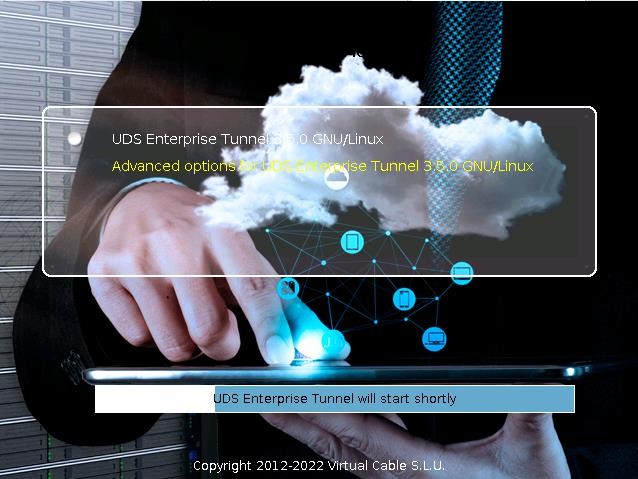 UDS Enterprise Tunnel 3.5.0 GNU/Linux
Advanced options for UDS Enterprise Tunnel 3.5.0 GNU/Linux
UDS Enterprise Tunnel will start shortly
Copyright 2012-2022 Virtual Cable S.L.U.